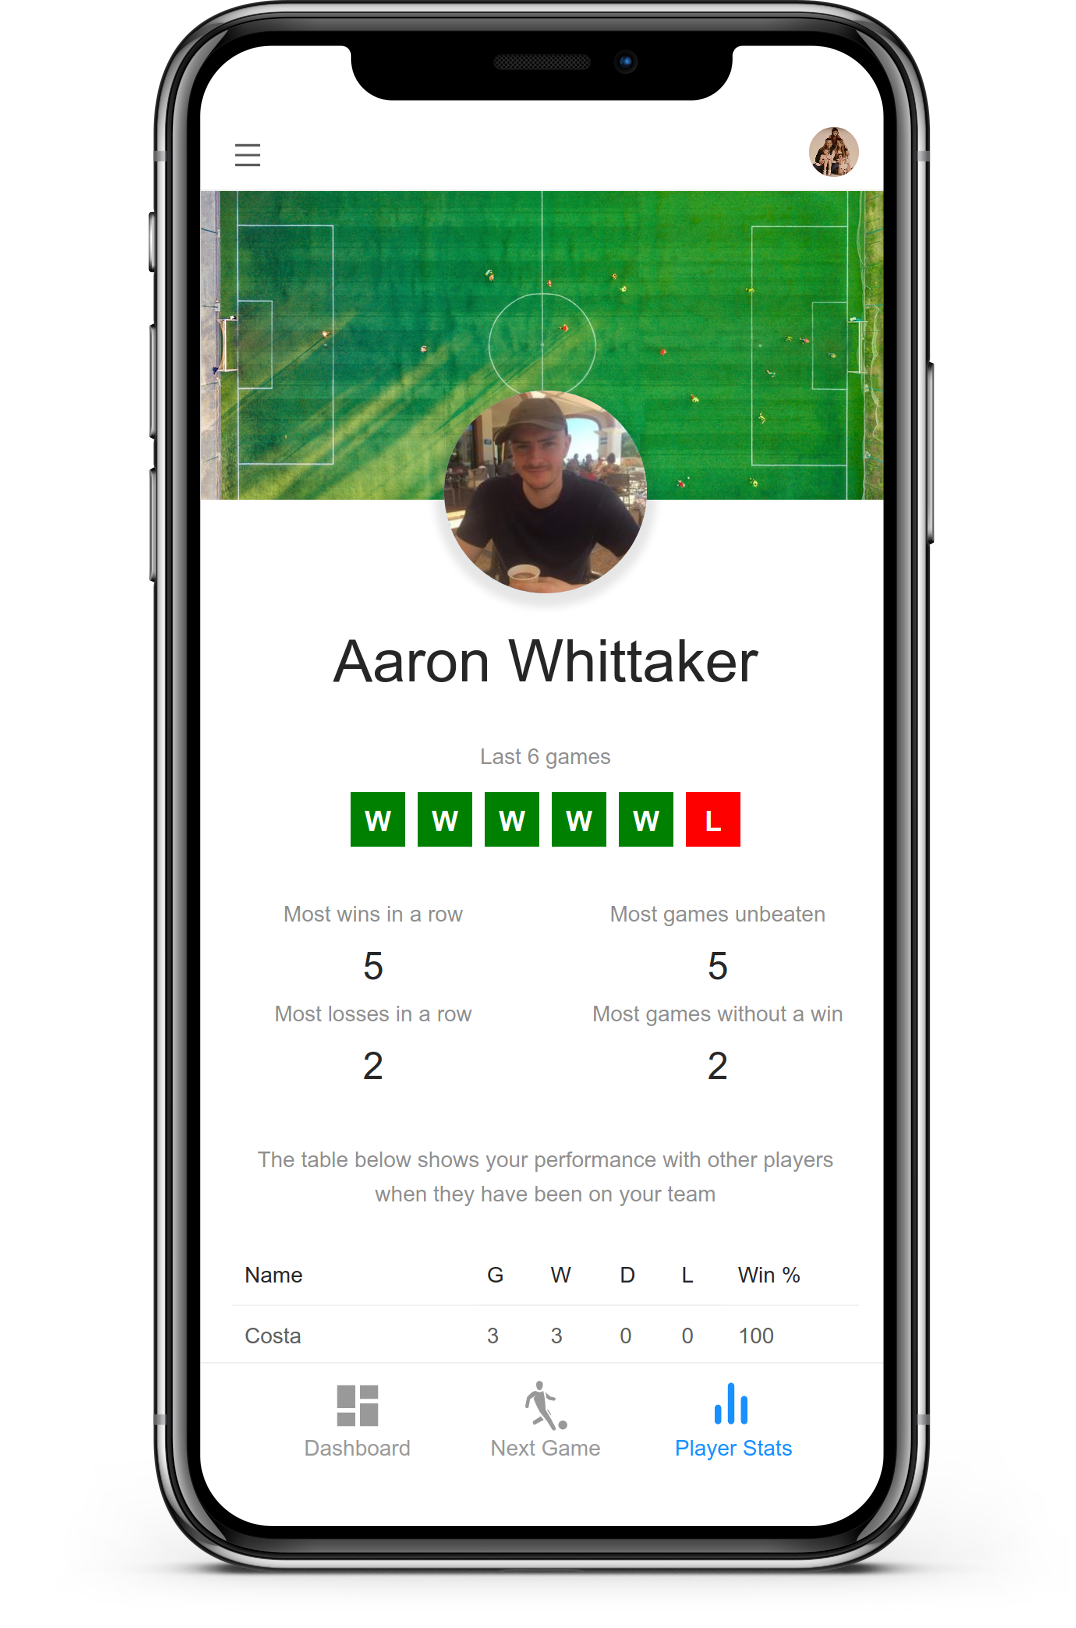 Aaron Whittaker
Last 6 games
W W W W W L
Most wins in a row Most games unbeaten
5 5
Most losses in a row Most games without a win
2 2
The table below shows your performance with other players
when they have been on your team
Name G W D L Win %
Costa 3 3 0 0 100
Dashboard Next Game Player Stats